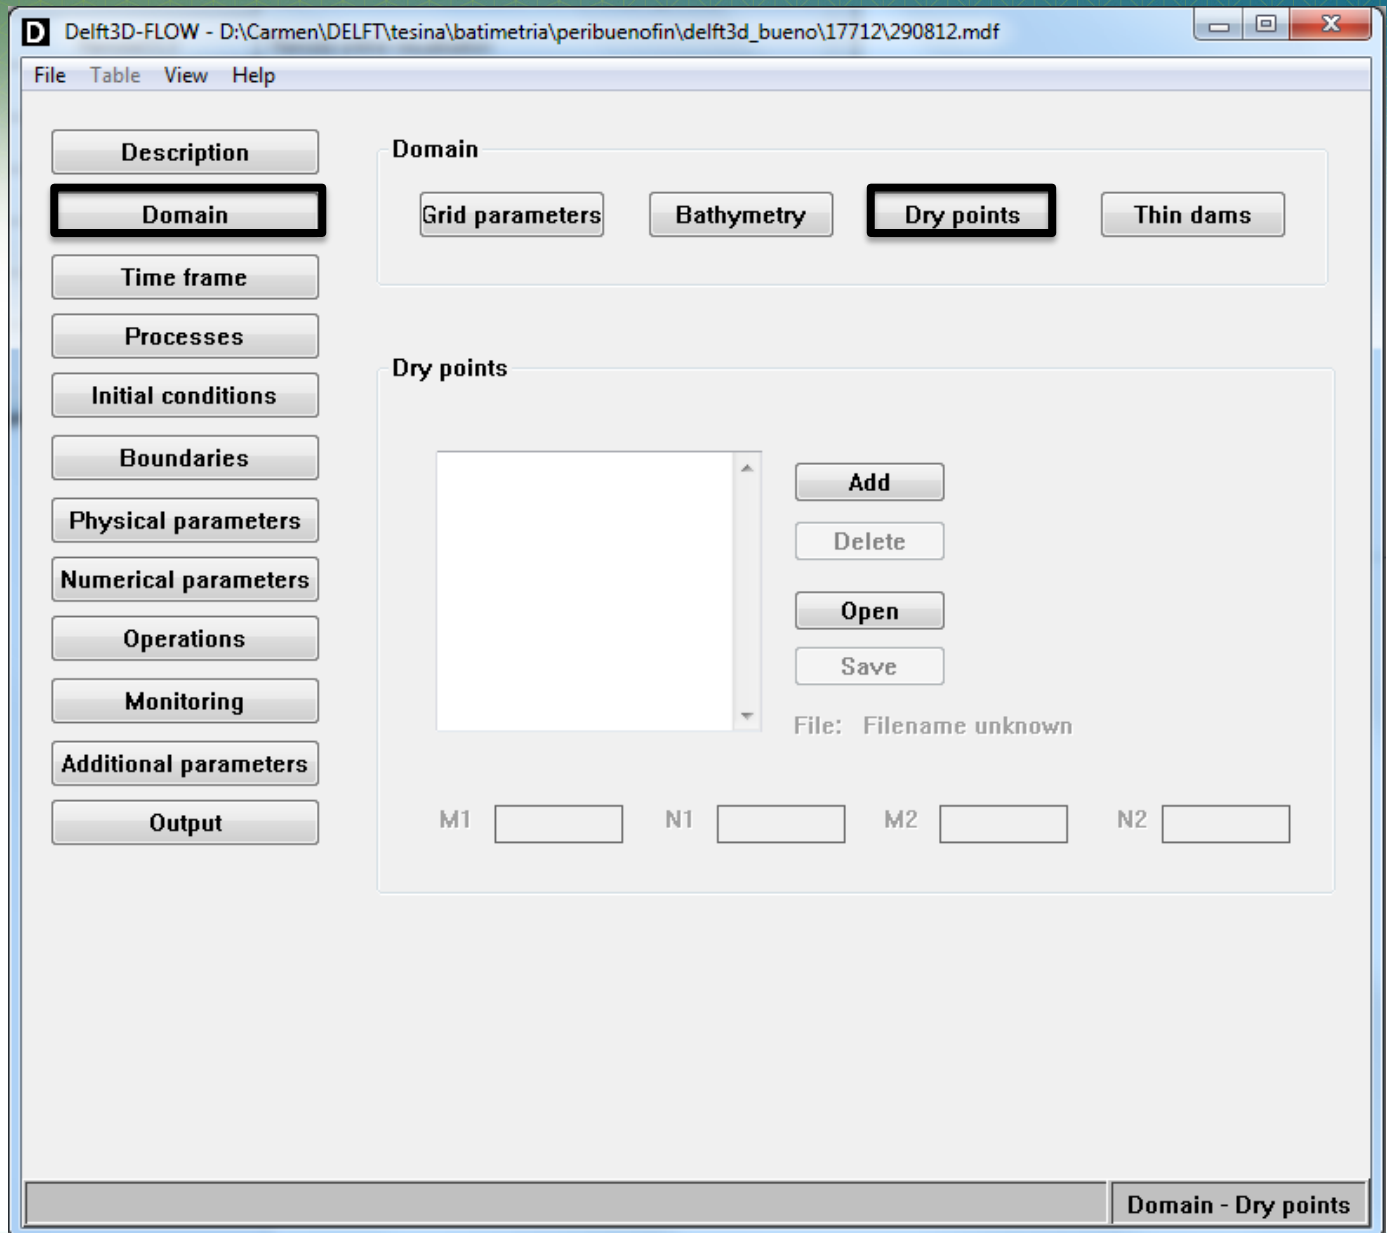 D Delft3D-FLOW - D:\Carmen\DELFT\tesina\batimetria\peribuenofin\delft3d_bueno\17712\290812.mdf
File Table View Help
Description
Domain
Time frame
Processes
Initial conditions
Boundaries
Physical parameters
Numerical parameters
Operations
Monitoring
Additional parameters
Output
Domain
Grid parameters Bathymetry Dry points Thin dams
Dry points
Add
Delete
Open
Save
File: Filename unknown
M1 N1 M2 N2
Domain - Dry points